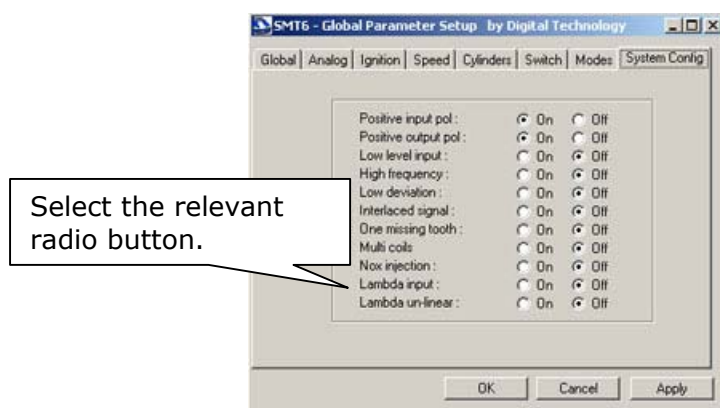 SMT6 - Global Parameter Setup by Digital Technology
Global Analog Ignition Speed Cylinders Switch Modes System Config
Positive input pol : On Off
Positive output pol : On Off
Low level input : On Off
High frequency : On Off
Low deviation : On Off
Interlaced signal : On Off
One missing tooth : On Off
Multi coils On Off
Nox injection : On Off
Lambda input : On Off
Lambda un-linear : On Off
Select the relevant
radio button.
OK Cancel Apply